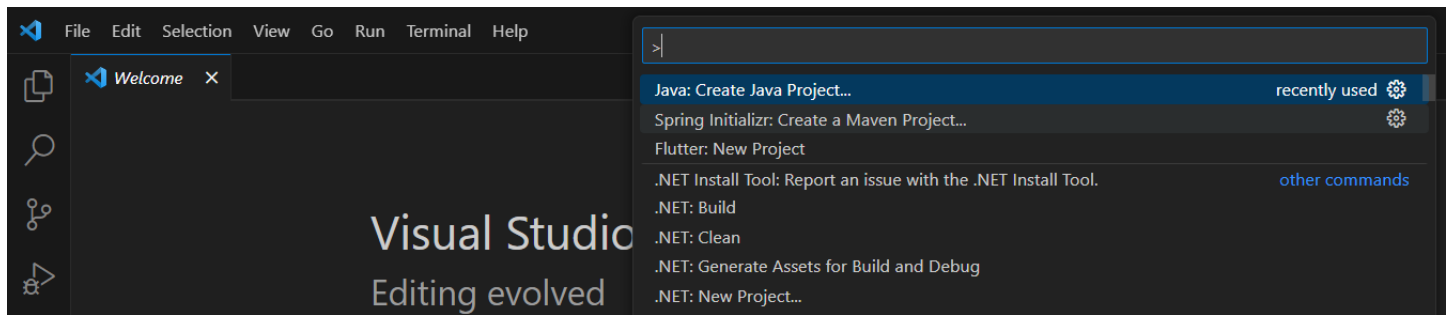 File Edit Selection View Go Run Terminal Help
>
Welcome
Java: Create Java Project... recently used
Spring Initializr: Create a Maven Project...
Flutter: New Project
.NET Install Tool: Report an issue with the .NET Install Tool. other commands
.NET: Build
.NET: Clean
.NET: Generate Assets for Build and Debug
.NET: New Project...
Visual Studio
Editing evolved